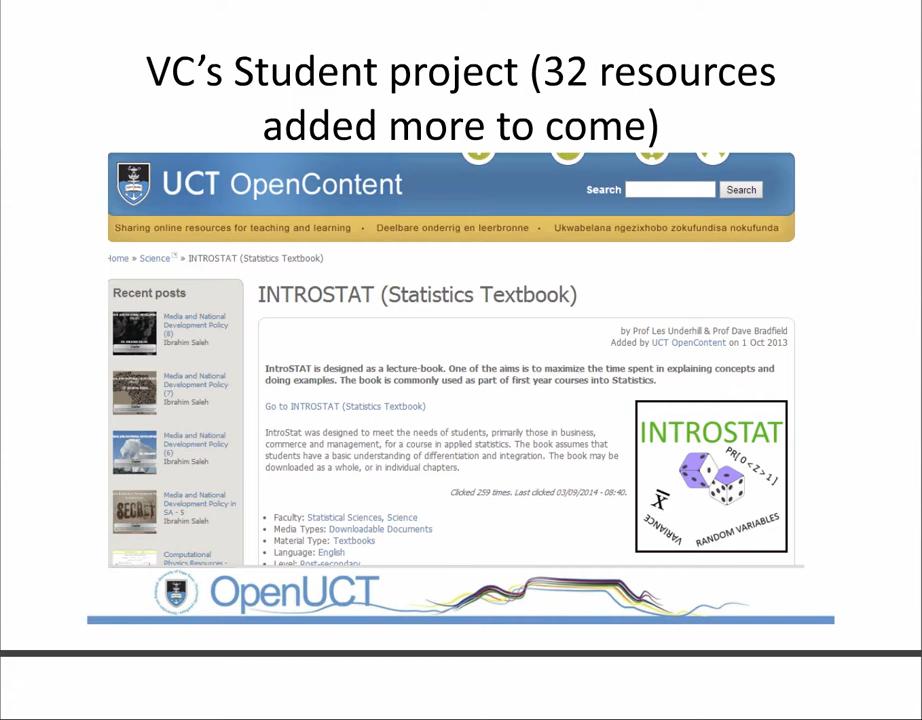 VC's Student project (32 resources
added more to come)
UCT OpenContent
Search
Search
Sharing online resources for teaching and learning • Deelbare onderrig en leerbronne • Ukwabelana ngezixhobo zokufundisa nokufunda
Home » Science » INTROSTAT (Statistics Textbook)
Recent posts
Media and National
Development Policy
(8)
Ibrahim Saleh
Media and National
Development Policy
(7)
Ibrahim Saleh
Media and National
Development Policy
(6)
Ibrahim Saleh
SECRET
Media and National
Development Policy in
SA - 5
Ibrahim Saleh
Computational
Physics Resources -
INTROSTAT (Statistics Textbook)
by Prof Les Underhill & Prof Dave Bradfield
Added by UCT OpenContent on 1 Oct 2013
IntroSTAT is designed as a lecture-book. One of the aims is to maximize the time spent in explaining concepts and
doing examples. The book is commonly used as part of first year courses into Statistics.
Go to INTROSTAT (Statistics Textbook)
IntroStat was designed to meet the needs of students, primarily those in business,
commerce and management, for a course in applied statistics. The book assumes that
students have a basic understanding of differentiation and integration. The book may be
downloaded as a whole, or in individual chapters.
Clicked 259 times. Last clicked 03/09/2014 - 08:40.
• Faculty: Statistical Sciences, Science
• Media Types: Downloadable Documents
• Material Type: Textbooks
• Language: English
• Level: Post-secondary
INTROSTAT
PR[0<Z>1]
X̄
VARIANCE
RANDOM VARIABLES
OpenUCT